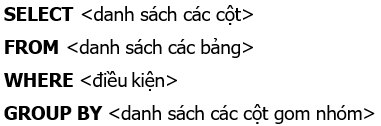 SELECT <danh sách các cột>
FROM <danh sách các bảng>
WHERE <điều kiện>
GROUP BY <danh sách các cột gom nhóm>